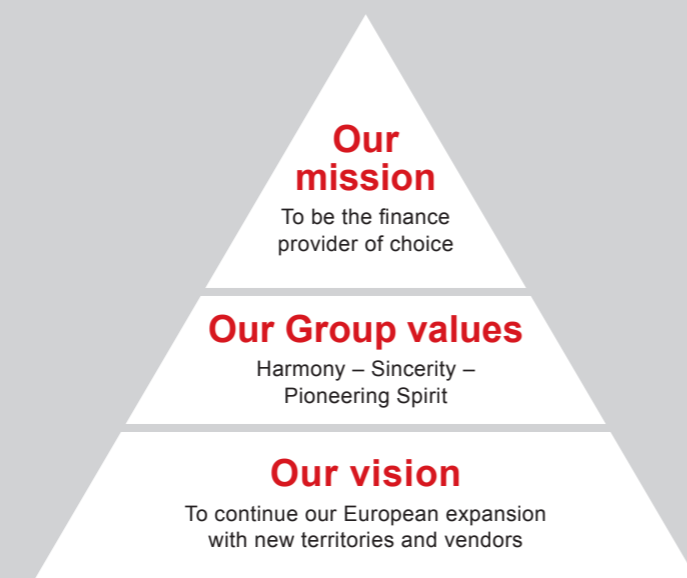 Our
mission
To be the finance
provider of choice
Our Group values
Harmony – Sincerity –
Pioneering Spirit
Our vision
To continue our European expansion
with new territories and vendors